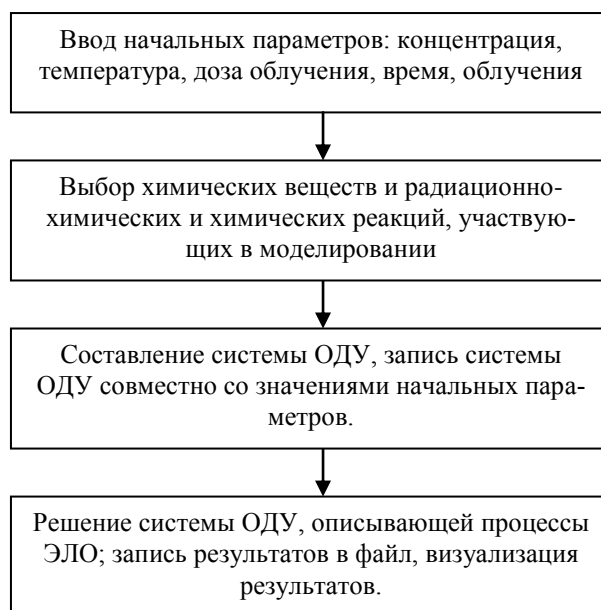 Ввод начальных параметров: концентрация,
температура, доза облучения, время, облучения
Выбор химических веществ и радиационно-
химических и химических реакций, участвую-
щих в моделировании
Составление системы ОДУ, запись системы
ОДУ совместно со значениями начальных пара-
метров.
Решение системы ОДУ, описывающей процессы
ЭЛО; запись результатов в файл, визуализация
результатов.